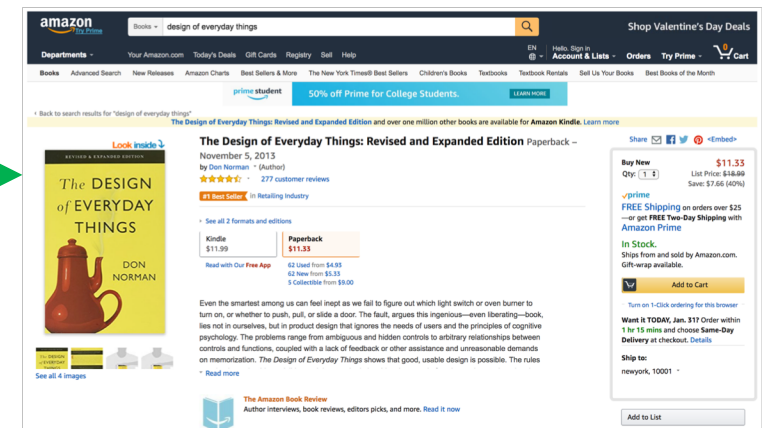 amazon
Try Prime
Books
design of everyday things
Shop Valentine's Day Deals
Departments
Your Amazon.com Today's Deals Gift Cards Registry Sell Help
EN
Hello. Sign in
Account & Lists
Orders
Try Prime
0
Cart
Books Advanced Search New Releases Amazon Charts Best Sellers & More The New York Times® Best Sellers Children's Books Textbooks Textbook Rentals Sell Us Your Books Best Books of the Month
prime student
50% off Prime for College Students.
LEARN MORE
‹ Back to search results for "design of everyday things"
The Design of Everyday Things: Revised and Expanded Edition and over one million other books are available for Amazon Kindle. Learn more
Look inside
REVISED & EXPANDED EDITION
The DESIGN
of EVERYDAY
THINGS
DON
NORMAN
See all 4 images
The Design of Everyday Things: Revised and Expanded Edition Paperback –
November 5, 2013
by Don Norman (Author)
277 customer reviews
#1 Best Seller in Retailing Industry
See all 2 formats and editions
Kindle
$11.99
Paperback
$11.33
Read with Our Free App
62 Used from $4.93
62 New from $5.33
5 Collectible from $9.00
Even the smartest among us can feel inept as we fail to figure out which light switch or oven burner to
turn on, or whether to push, pull, or slide a door. The fault, argues this ingenious—even liberating—book,
lies not in ourselves, but in product design that ignores the needs of users and the principles of cognitive
psychology. The problems range from ambiguous and hidden controls to arbitrary relationships between
controls and functions, coupled with a lack of feedback or other assistance and unreasonable demands
on memorization. The Design of Everyday Things shows that good, usable design is possible. The rules
Read more
The Amazon Book Review
Author interviews, book reviews, editors picks, and more. Read it now
Share
<Embed>
Buy New
$11.33
Qty: 1
List Price: $18.99
Save: $7.66 (40%)
prime
FREE Shipping on orders over $25
—or get FREE Two-Day Shipping with
Amazon Prime
In Stock.
Ships from and sold by Amazon.com.
Gift-wrap available.
Add to Cart
Turn on 1-Click ordering for this browser
Want it TODAY, Jan. 31? Order within
1 hr 15 mins and choose Same-Day
Delivery at checkout. Details
Ship to:
newyork, 10001
Add to List